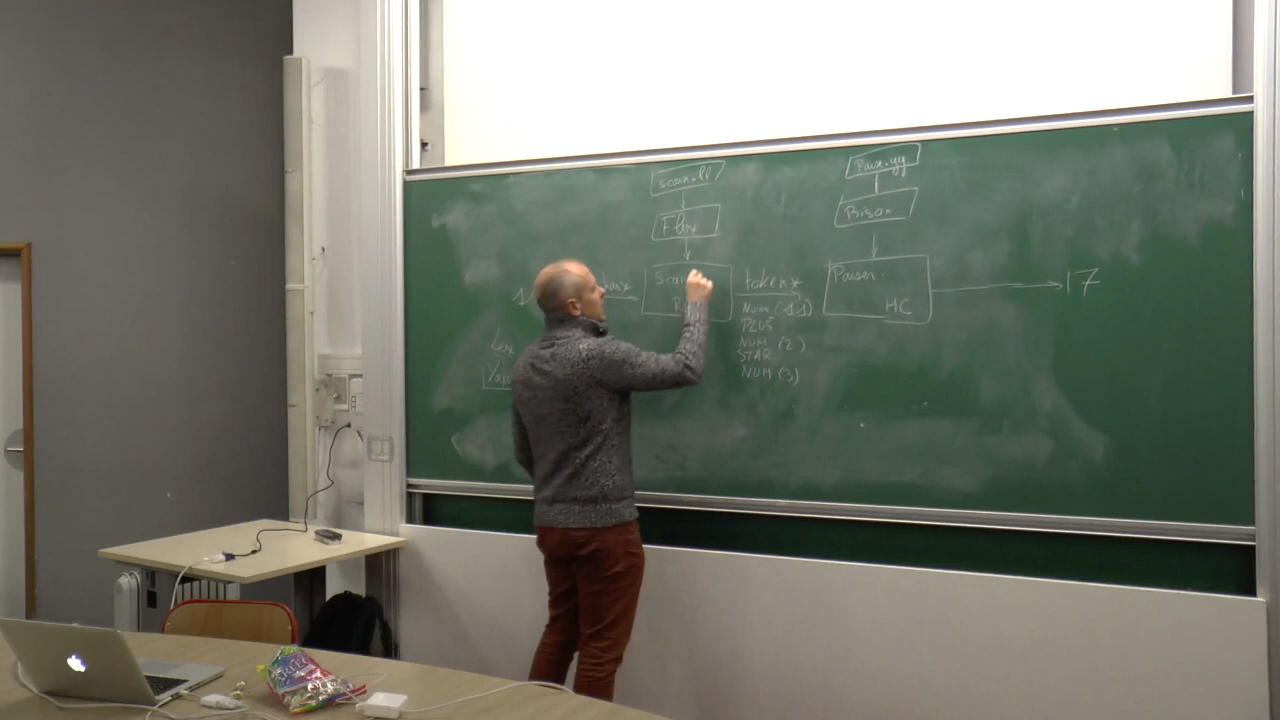 scan.ll
Flex
Scan
tokens
NUM (11)
PLUS
NUM (2)
STAR
NUM (3)
Parse.yy
Bison
Parser
HC
17
Lex